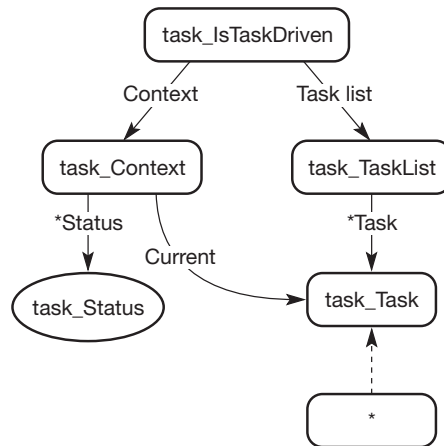 task_IsTaskDriven
Context
Task list
task_Context
task_TaskList
*Status
*Task
Current
task_Status
task_Task
*